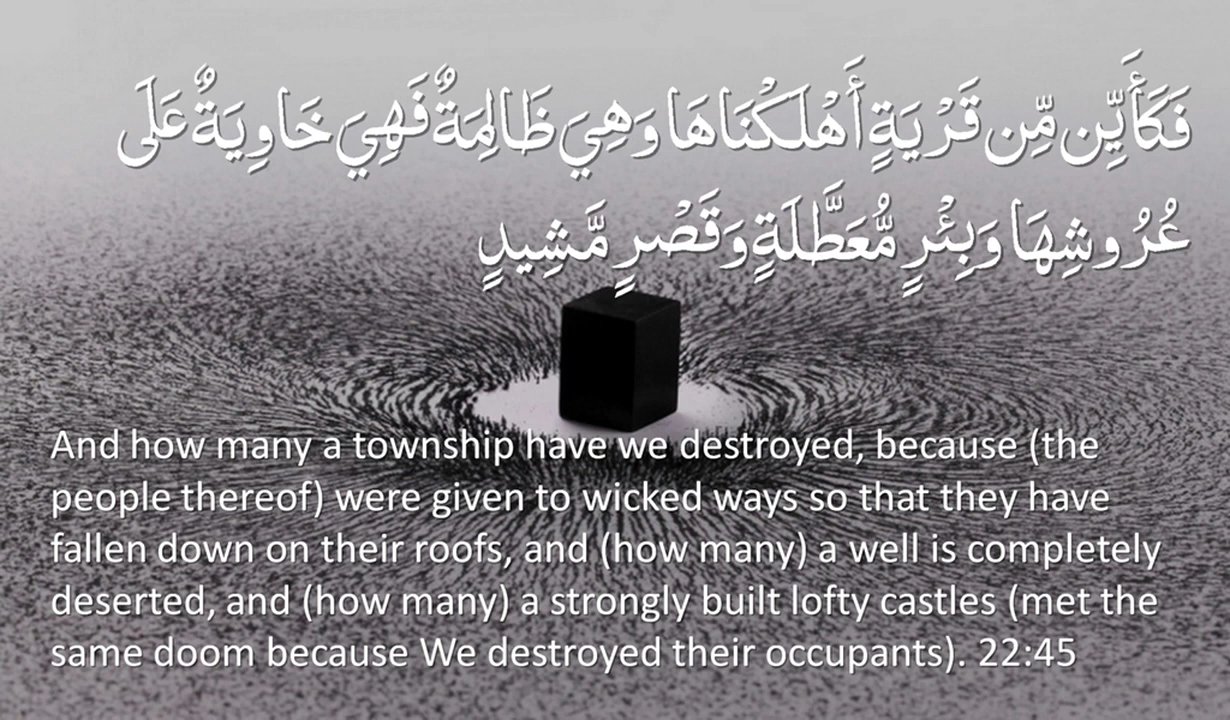 فَكَأَيِّن مِّن قَرْيَةٍ أَهْلَكْنَاهَا وَهِيَ ظَالِمَةٌ فَهِيَ خَاوِيَةٌ عَلَى
عُرُوشِهَا وَبِئْرٍ مُّعَطَّلَةٍ وَقَصْرٍ مَّشِيدٍ
And how many a township have we destroyed, because (the
people thereof) were given to wicked ways so that they have
fallen down on their roofs, and (how many) a well is completely
deserted, and (how many) a strongly built lofty castles (met the
same doom because We destroyed their occupants). 22:45